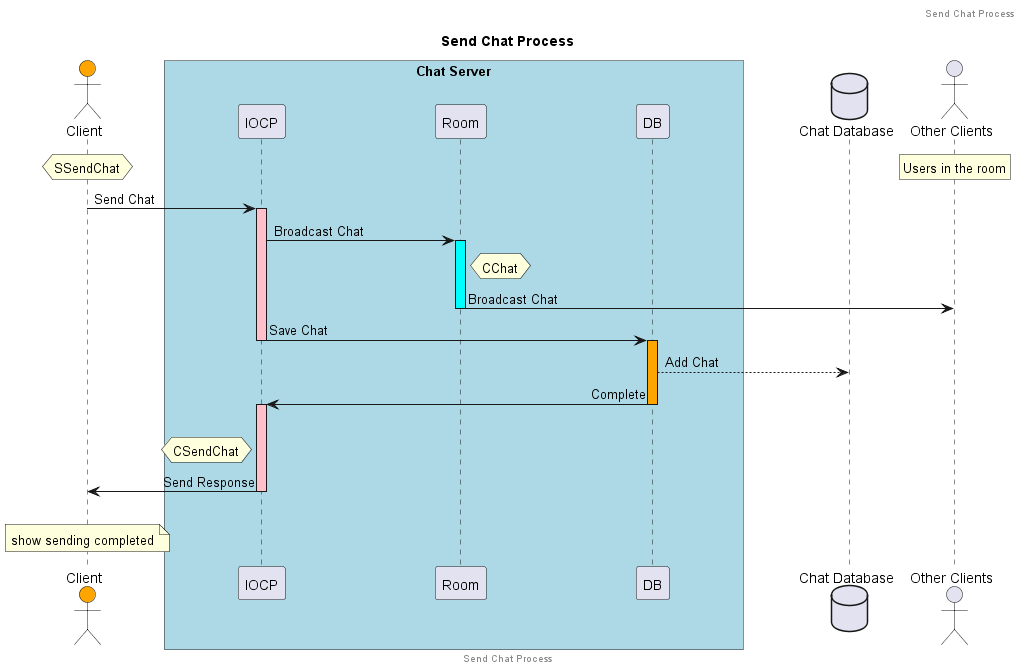 Send Chat Process
Send Chat Process
Chat Server
Client
IOCP
Room
DB
Chat Database
Other Clients
SSendChat
Users in the room
Send Chat
Broadcast Chat
CChat
Broadcast Chat
Save Chat
Add Chat
Complete
CSendChat
Send Response
show sending completed
Client
IOCP
Room
DB
Chat Database
Other Clients
Send Chat Process